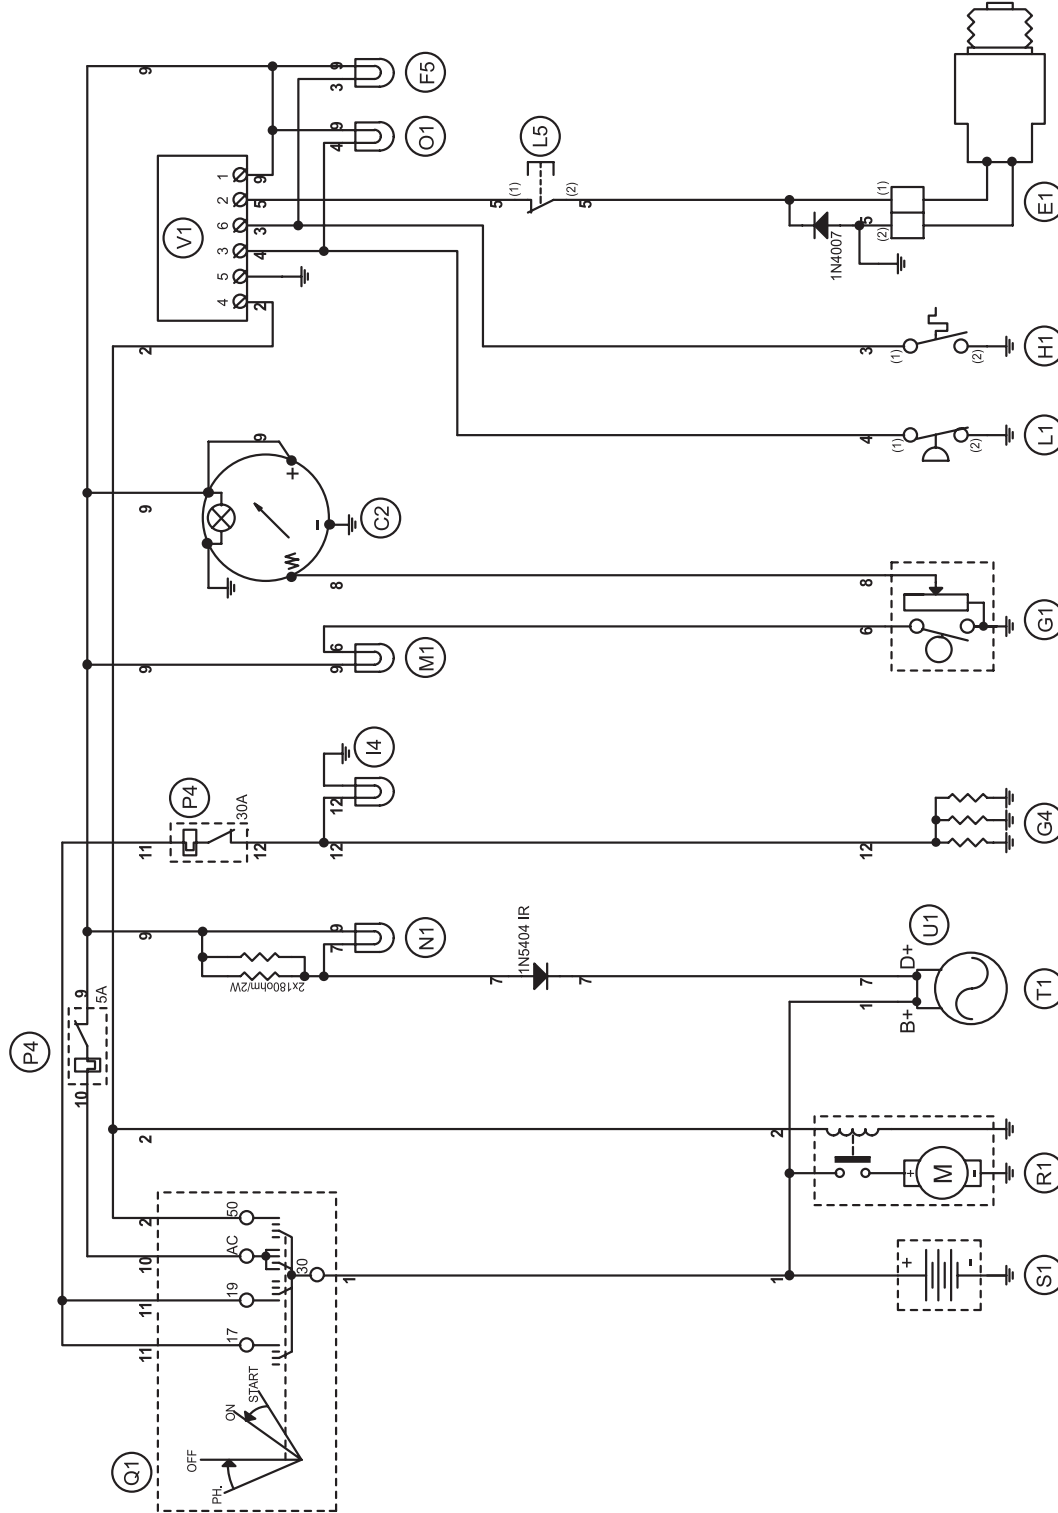 P4
10
9
5A
Q1
11
11
10
2
2
9
11
9
9
2
9
OFF
P4
V1
PH.
4 5 3 6 2 1
ON
17
19
AC
50
30A
START
12
9
2
4
3
5
9
2x180ohm/2W
W
+
30
-
7
9
12
12
9
6
8
4
9
3
9
1
I4
C2
N1
M1
O1
F5
7
5
(1)
1N5404 IR
L5
(2)
7
5
1
2
1N4007
1
7
12
6
8
4
3
5
(2)
(1)
(1)
(1)
+
+
B+
D+
U1
M
-
-
(2)
(2)
S1
R1
T1
G4
G1
L1
H1
E1